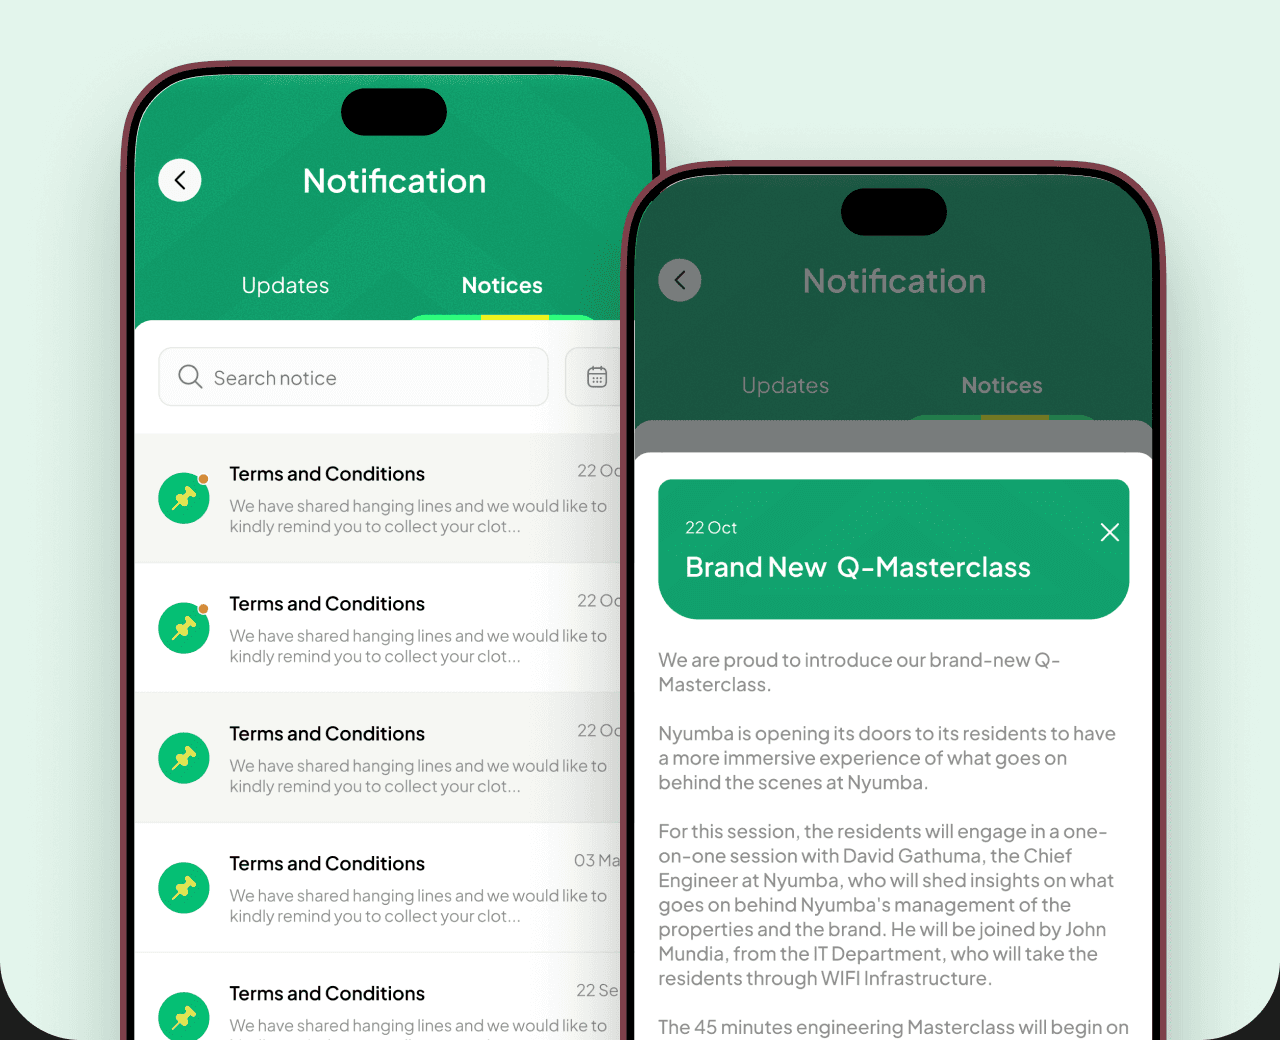 Notification
Updates
Notices
Search notice
Terms and Conditions
22
We have shared hanging lines and we would like to
kindly remind you to collect your clot...
Terms and Conditions
22
We have shared hanging lines and we would like to
kindly remind you to collect your clot...
Terms and Conditions
22
We have shared hanging lines and we would like to
kindly remind you to collect your clot...
Terms and Conditions
03
We have shared hanging lines and we would like to
kindly remind you to collect your clot...
Terms and Conditions
22
We have shared hanging lines and we would like to
Notification
Updates
Notices
22 Oct
Brand New Q-Masterclass
We are proud to introduce our brand-new Q-
Masterclass.
Nyumba is opening its doors to its residents to have
a more immersive experience of what goes on
behind the scenes at Nyumba.
For this session, the residents will engage in a one-
on-one session with David Gathuma, the Chief
Engineer at Nyumba, who will shed insights on what
goes on behind Nyumba's management of the
properties and the brand. He will be joined by John
Mundia, from the IT Department, who will take the
residents through WIFI Infrastructure.
The 45 minutes engineering Masterclass will begin on